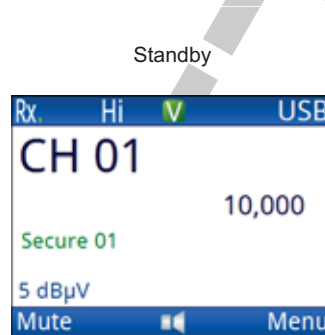 Standby
Rx. Hi V USB
CH 01
10,000
Secure 01
5 dBµV
Mute Menu